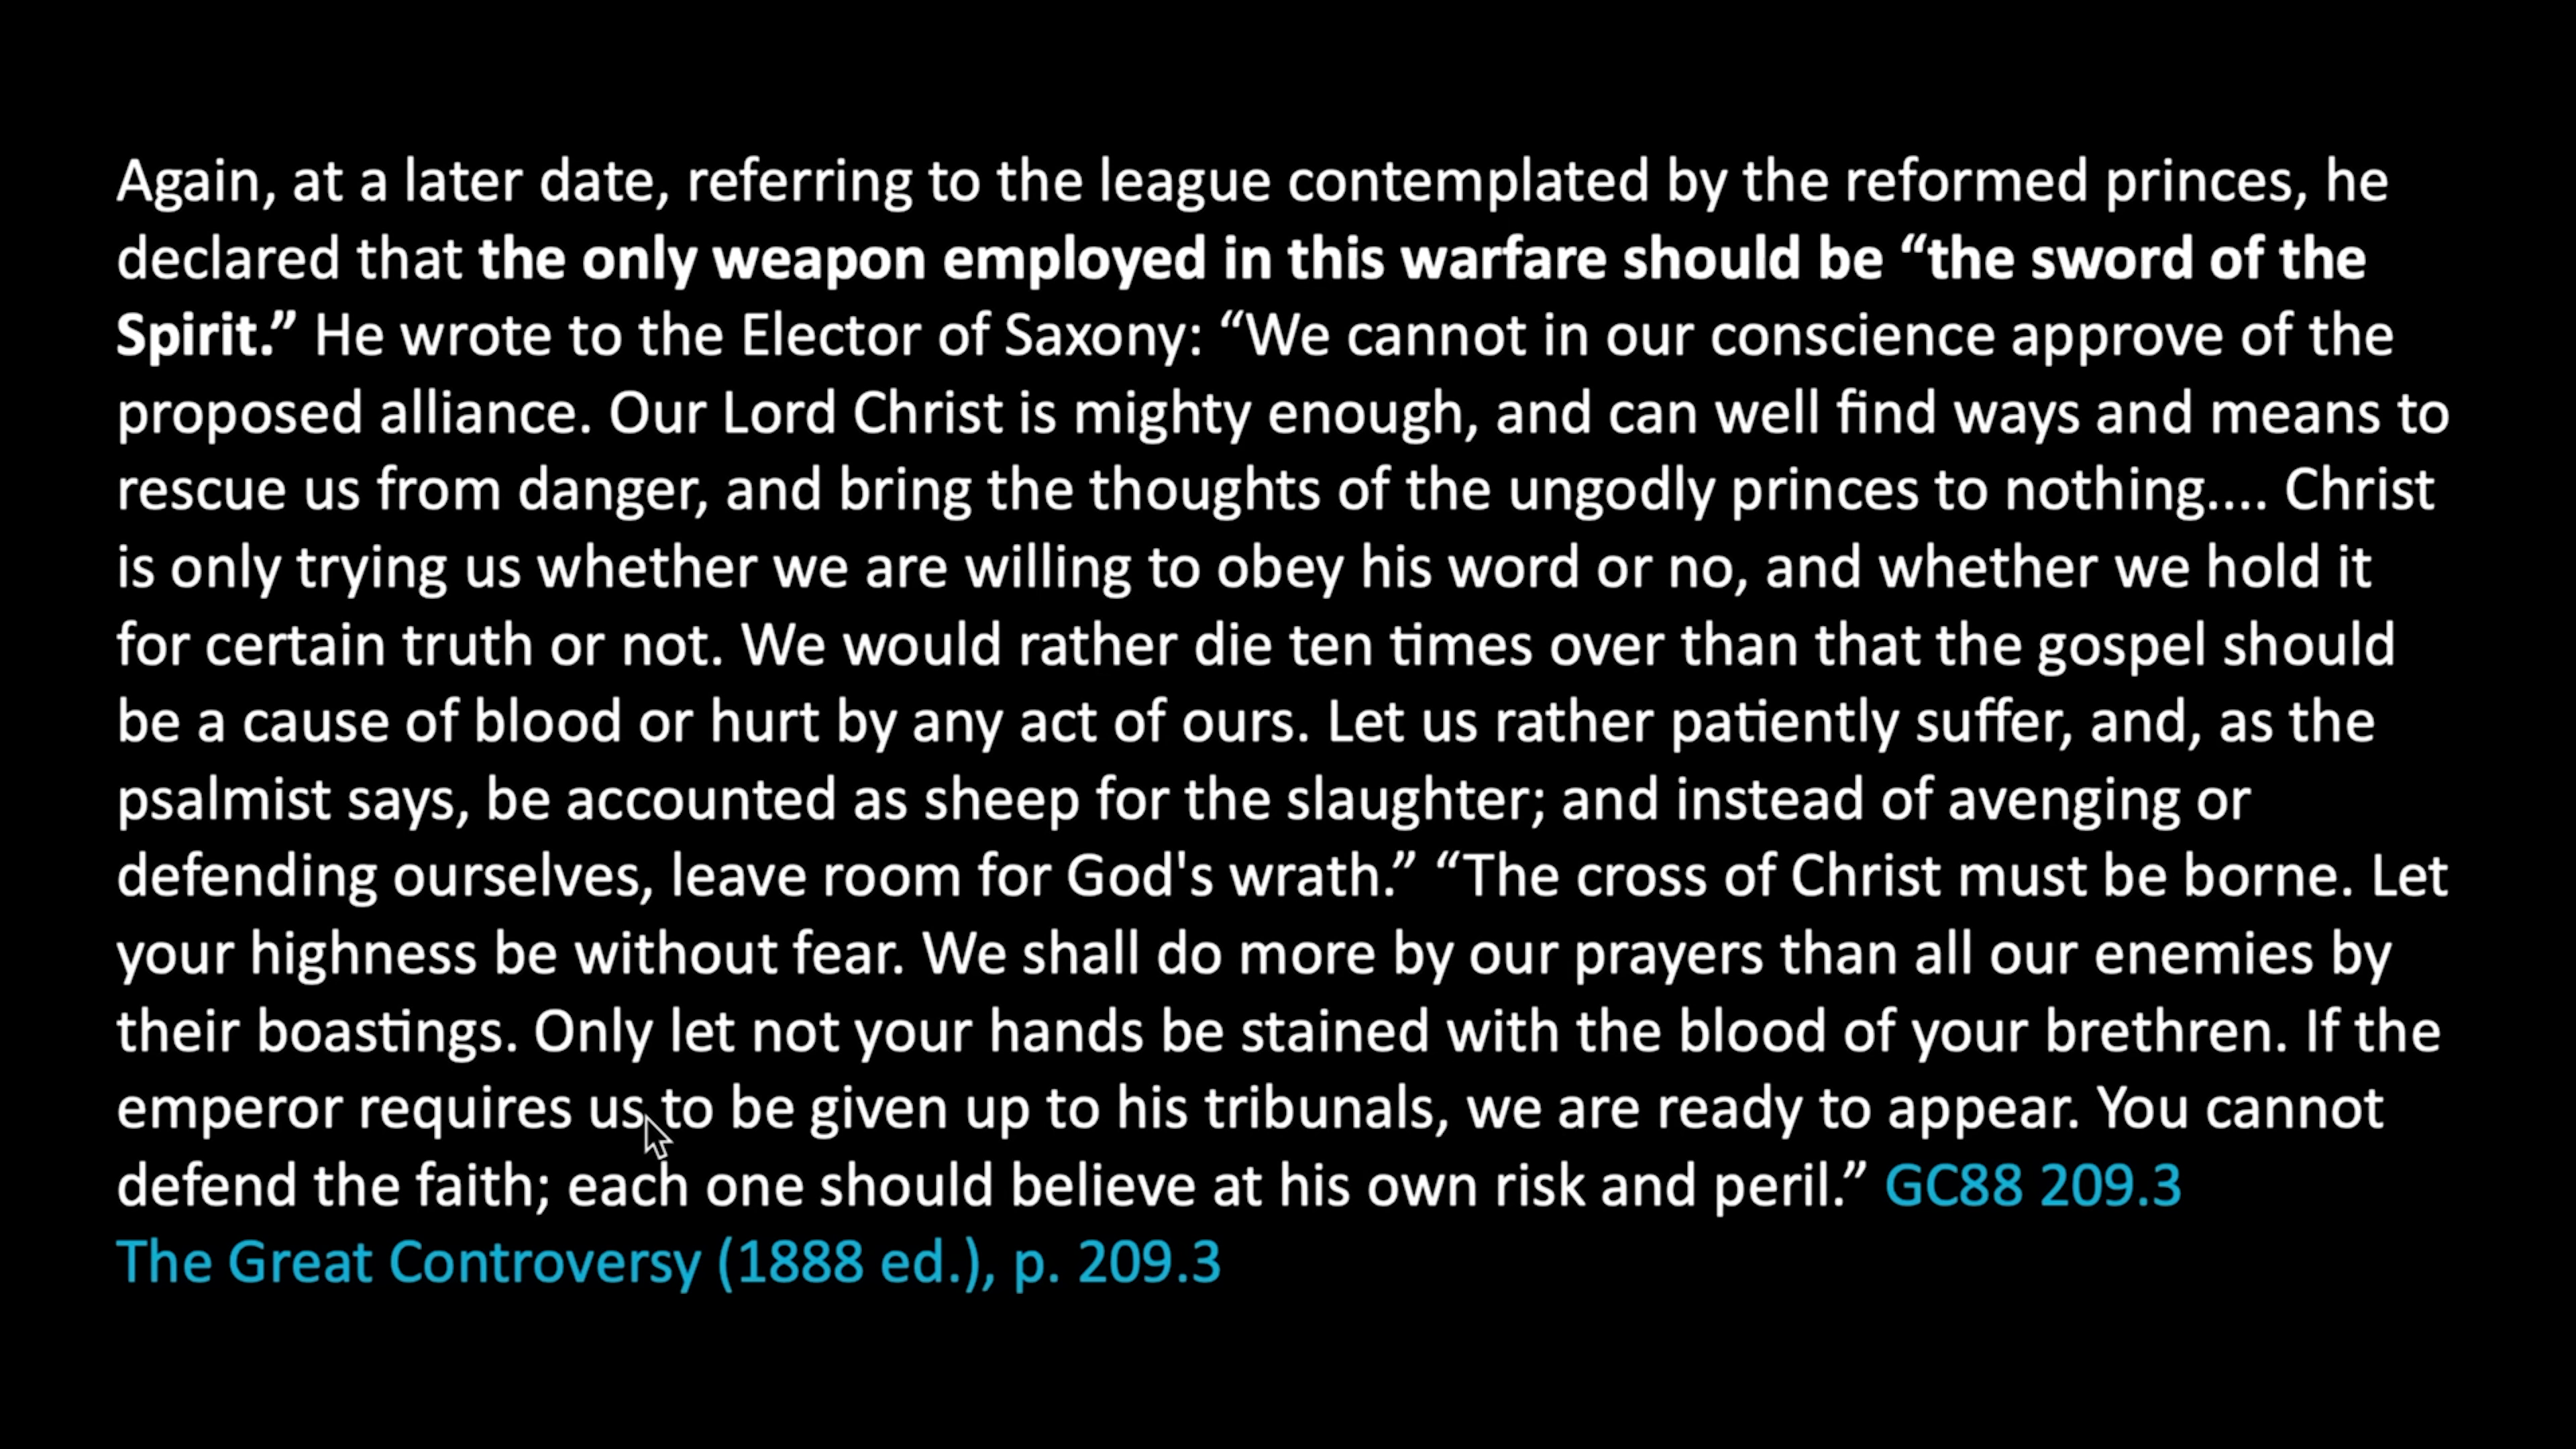 Again, at a later date, referring to the league contemplated by the reformed princes, he
declared that the only weapon employed in this warfare should be “the sword of the
Spirit.” He wrote to the Elector of Saxony: “We cannot in our conscience approve of the
proposed alliance. Our Lord Christ is mighty enough, and can well find ways and means to
rescue us from danger, and bring the thoughts of the ungodly princes to nothing.... Christ
is only trying us whether we are willing to obey his word or no, and whether we hold it
for certain truth or not. We would rather die ten times over than that the gospel should
be a cause of blood or hurt by any act of ours. Let us rather patiently suffer, and, as the
psalmist says, be accounted as sheep for the slaughter; and instead of avenging or
defending ourselves, leave room for God's wrath.” “The cross of Christ must be borne. Let
your highness be without fear. We shall do more by our prayers than all our enemies by
their boastings. Only let not your hands be stained with the blood of your brethren. If the
emperor requires us to be given up to his tribunals, we are ready to appear. You cannot
defend the faith; each one should believe at his own risk and peril.” GC88 209.3
The Great Controversy (1888 ed.), p. 209.3